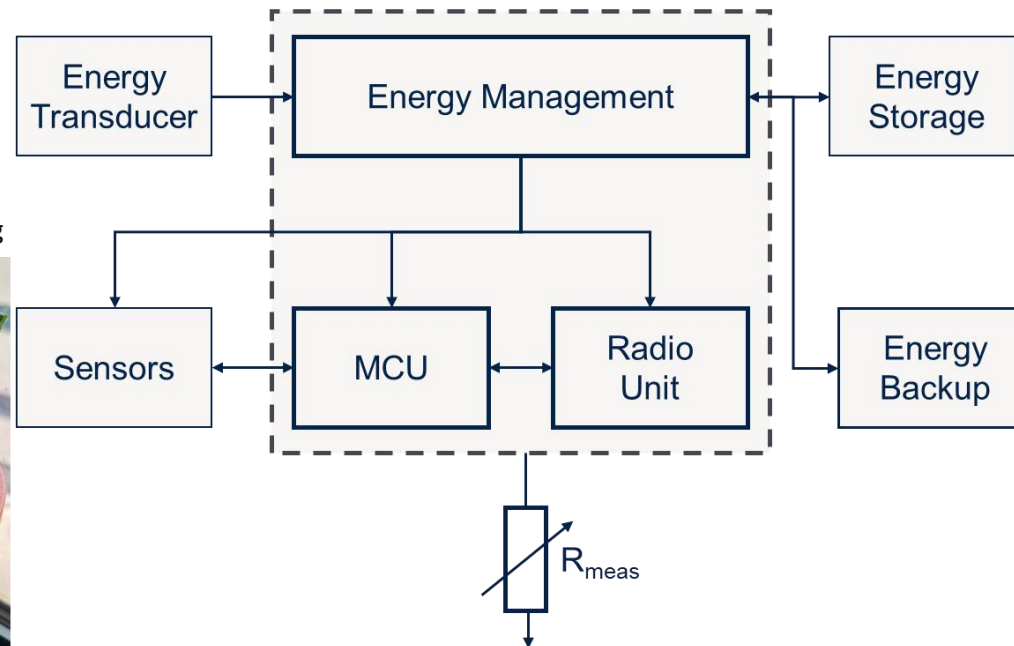 Energy
Transducer
Energy Management
Energy
Storage
g
Sensors
MCU
Radio
Unit
Energy
Backup
Rmeas